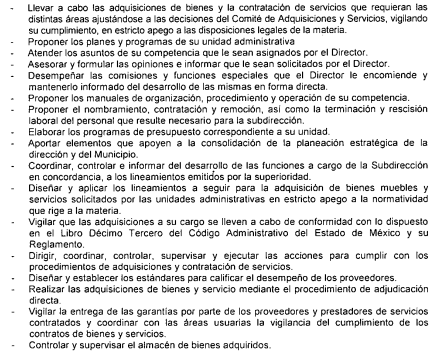 - Llevar a cabo las adquisiciones de bienes y la contratación de servicios que requieran las
distintas áreas ajustándose a las decisiones del Comité de Adquisiciones y Servicios, vigilando
su cumplimiento, en estricto apego a las disposiciones legales de la materia.
- Proponer los planes y programas de su unidad administrativa
- Atender los asuntos de su competencia que le sean asignados por el Director.
- Asesorar y formular las opiniones e informar que le sean solicitados por el Director.
- Desempeñar las comisiones y funciones especiales que el Director le encomiende y
mantenerlo informado del desarrollo de las mismas en forma directa.
- Proponer los manuales de organización, procedimiento y operación de su competencia.
- Proponer el nombramiento, contratación y remoción, así como la terminación y rescisión
laboral del personal que resulte necesario para la subdirección.
- Elaborar los programas de presupuesto correspondiente a su unidad.
- Aportar elementos que apoyen a la consolidación de la planeación estratégica de la
dirección y del Municipio.
- Coordinar, controlar e informar del desarrollo de las funciones a cargo de la Subdirección
en concordancia, a los lineamientos emitidos por la superioridad.
- Diseñar y aplicar los lineamientos a seguir para la adquisición de bienes muebles y
servicios solicitados por las unidades administrativas en estricto apego a la normatividad
que rige a la materia.
- Vigilar que las adquisiciones a su cargo se lleven a cabo de conformidad con lo dispuesto
en el Libro Décimo Tercero del Código Administrativo del Estado de México y su
Reglamento.
- Dirigir, coordinar, controlar, supervisar y ejecutar las acciones para cumplir con los
procedimientos de adquisiciones y contratación de servicios.
- Diseñar y establecer los estándares para calificar el desempeño de los proveedores.
- Realizar las adquisiciones de bienes y servicio mediante el procedimiento de adjudicación
directa.
- Vigilar la entrega de las garantías por parte de los proveedores y prestadores de servicios
contratados y coordinar con las áreas usuarias la vigilancia del cumplimiento de los
contratos de bienes y servicios.
- Controlar y supervisar el almacén de bienes adquiridos.